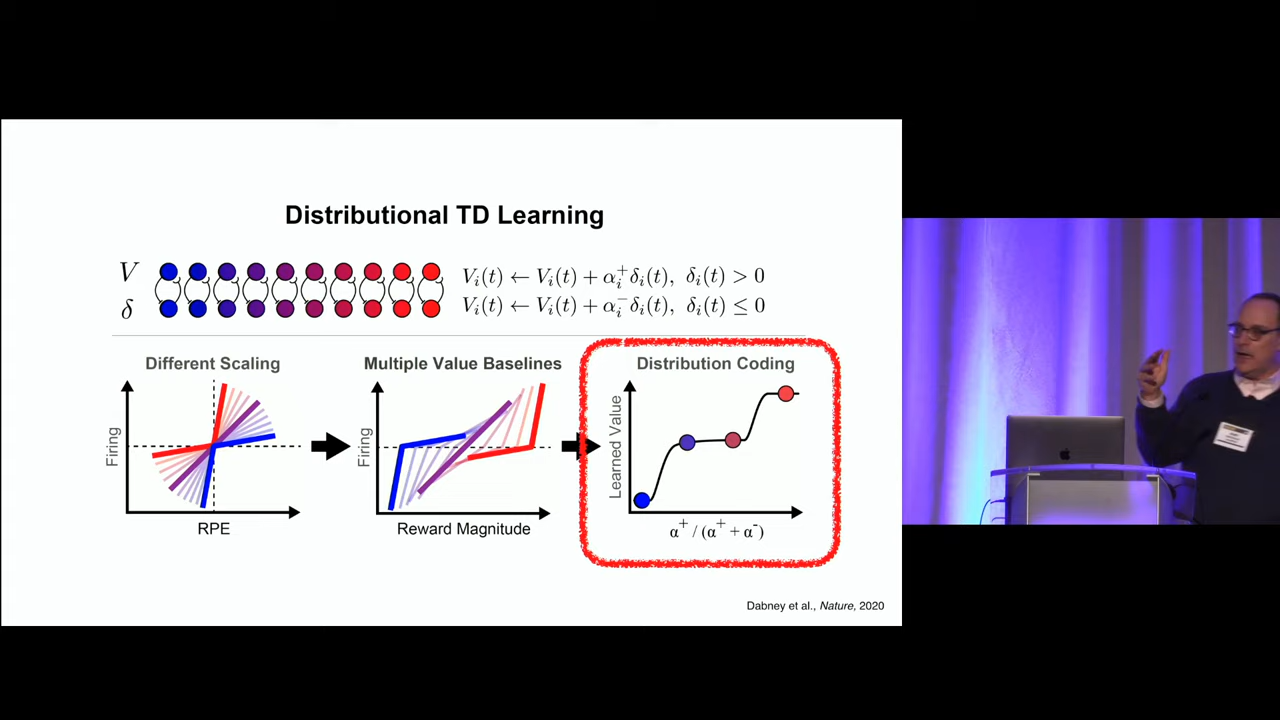 Distributional TD Learning
V
δ
V_i(t) ← V_i(t) + α_i^+ δ_i(t), δ_i(t) > 0
V_i(t) ← V_i(t) + α_i^- δ_i(t), δ_i(t) ≤ 0
Different Scaling
Firing
RPE
Multiple Value Baselines
Firing
Reward Magnitude
Distribution Coding
Learned Value
α^+ / (α^+ + α^-)
Dabney et al., Nature, 2020